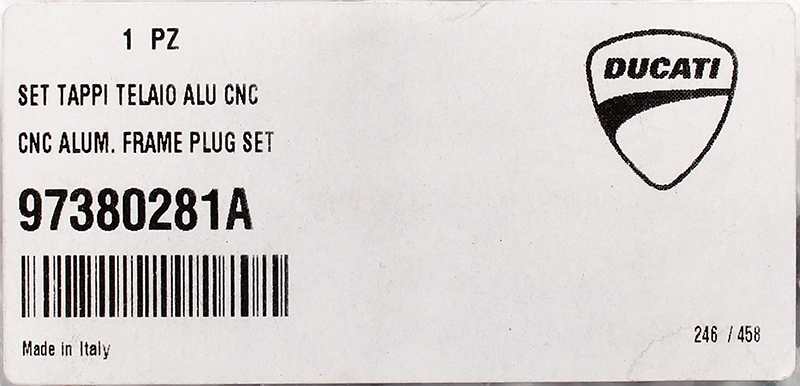 1 PZ
DUCATI
SET TAPPI TELAIO ALU CNC
CNC ALUM. FRAME PLUG SET
97380281A
246 / 458
Made in Italy